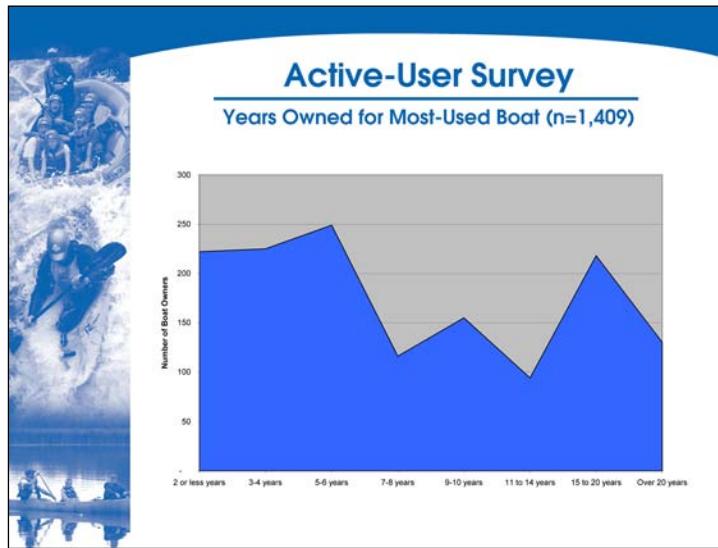 Active-User Survey
Years Owned for Most-Used Boat (n=1,409)
Number of Boat Owners
300
250
200
150
100
50
-
2 or less years 3-4 years 5-6 years 7-8 years 9-10 years 11 to 14 years 15 to 20 years Over 20 years